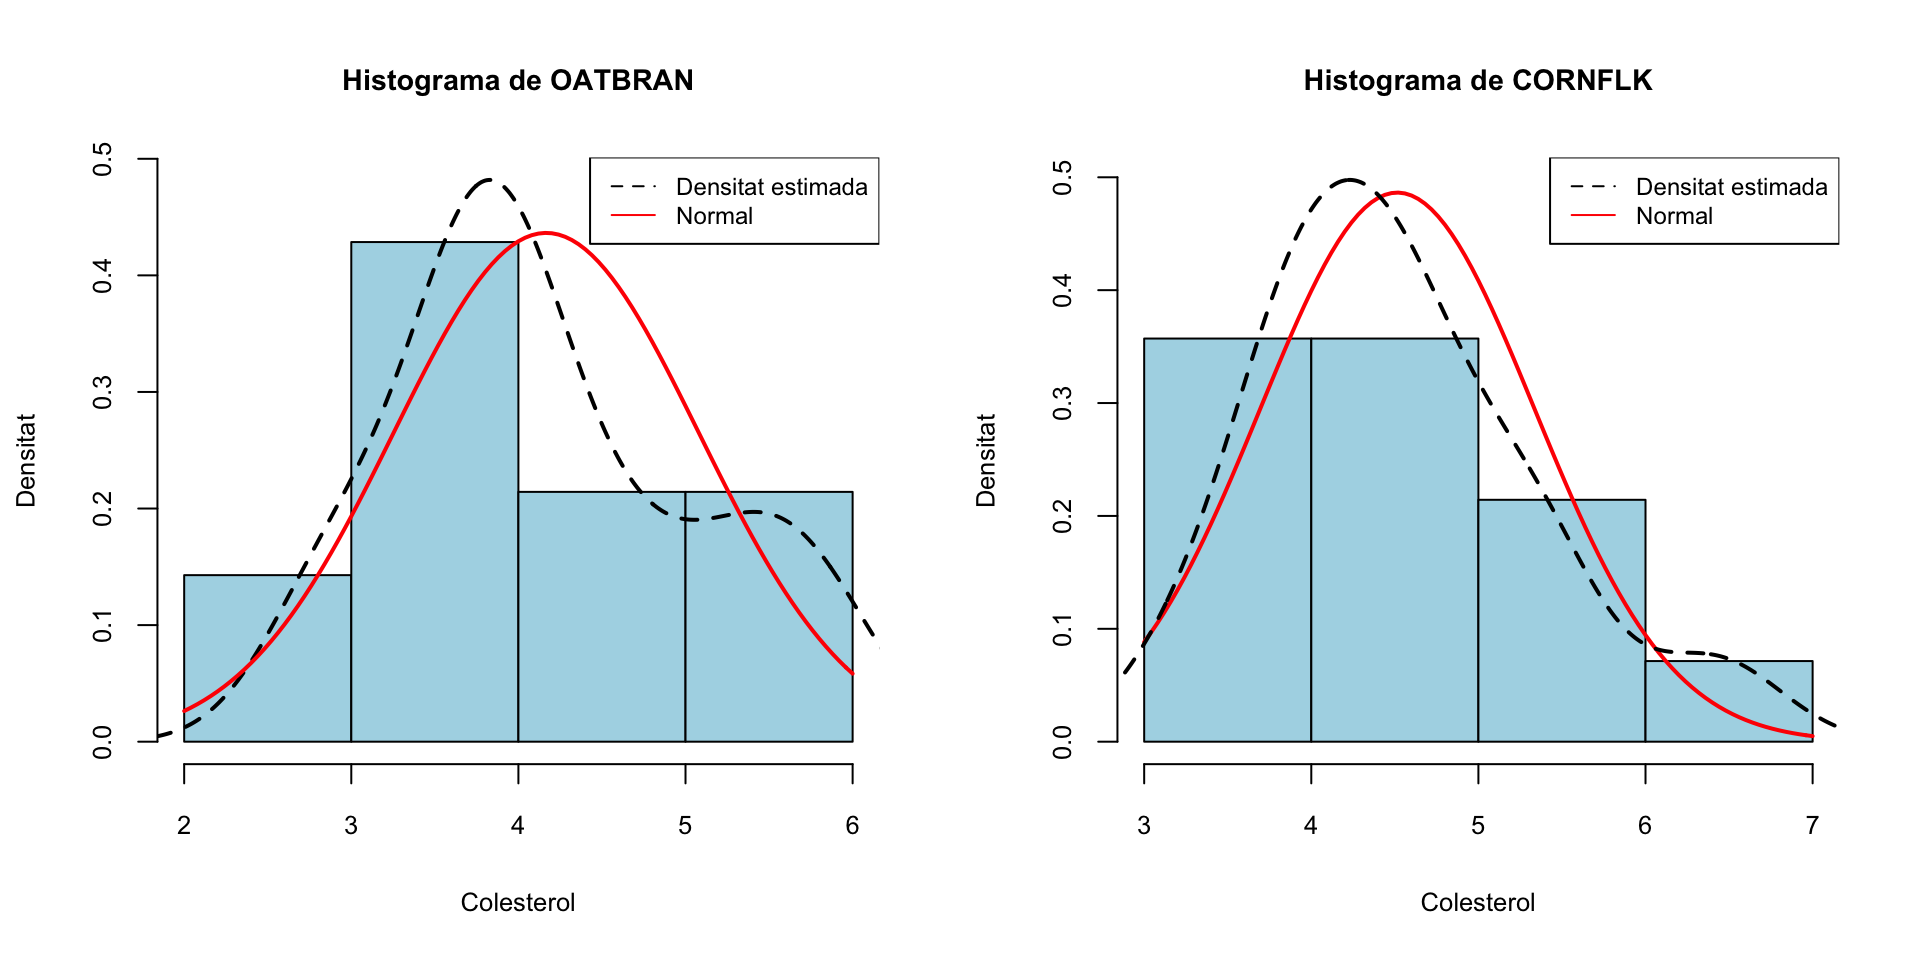 Histograma de OATBRAN
Densitat estimada
Normal
0.5
0.4
0.3
0.2
0.1
0.0
Densitat
2 3 4 5 6
Colesterol
Histograma de CORNFLK
Densitat estimada
Normal
0.5
0.4
0.3
0.2
0.1
0.0
Densitat
3 4 5 6 7
Colesterol